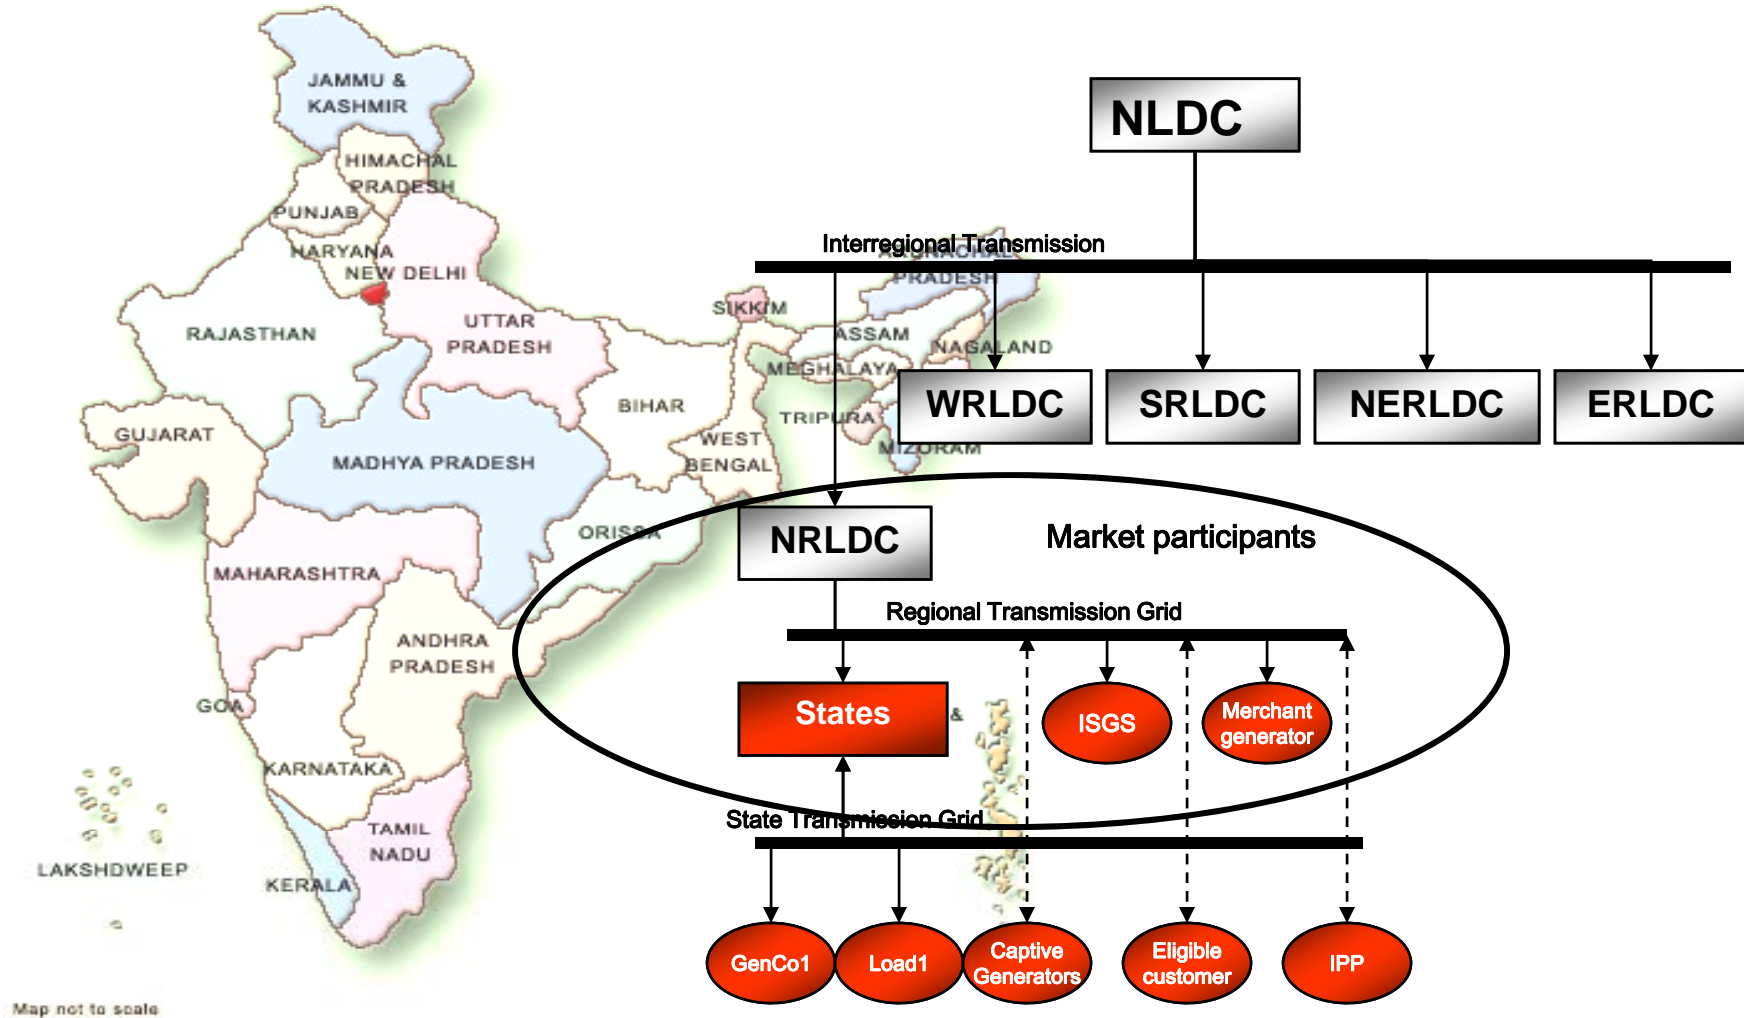 JAMMU &
KASHMIR
HIMACHAL
PRADESH
PUNJAB
HARYANA
NEW DELHI
RAJASTHAN
UTTAR
PRADESH
SIKKIM
ARUNACHAL
PRADESH
ASSAM
NAGALAND
MEGHALAYA
TRIPURA
MIZORAM
BIHAR
WEST
BENGAL
GUJARAT
MADHYA PRADESH
ORISSA
MAHARASHTRA
ANDHRA
PRADESH
GOA
KARNATAKA
TAMIL
NADU
KERALA
LAKSHDWEEP
Map not to scale
NLDC
Interregional Transmission
WRLDC
SRLDC
NERLDC
ERLDC
NRLDC
Market participants
Regional Transmission Grid
States
&
ISGS
Merchant
generator
State Transmission Grid
GenCo1
Load1
Captive
Generators
Eligible
customer
IPP